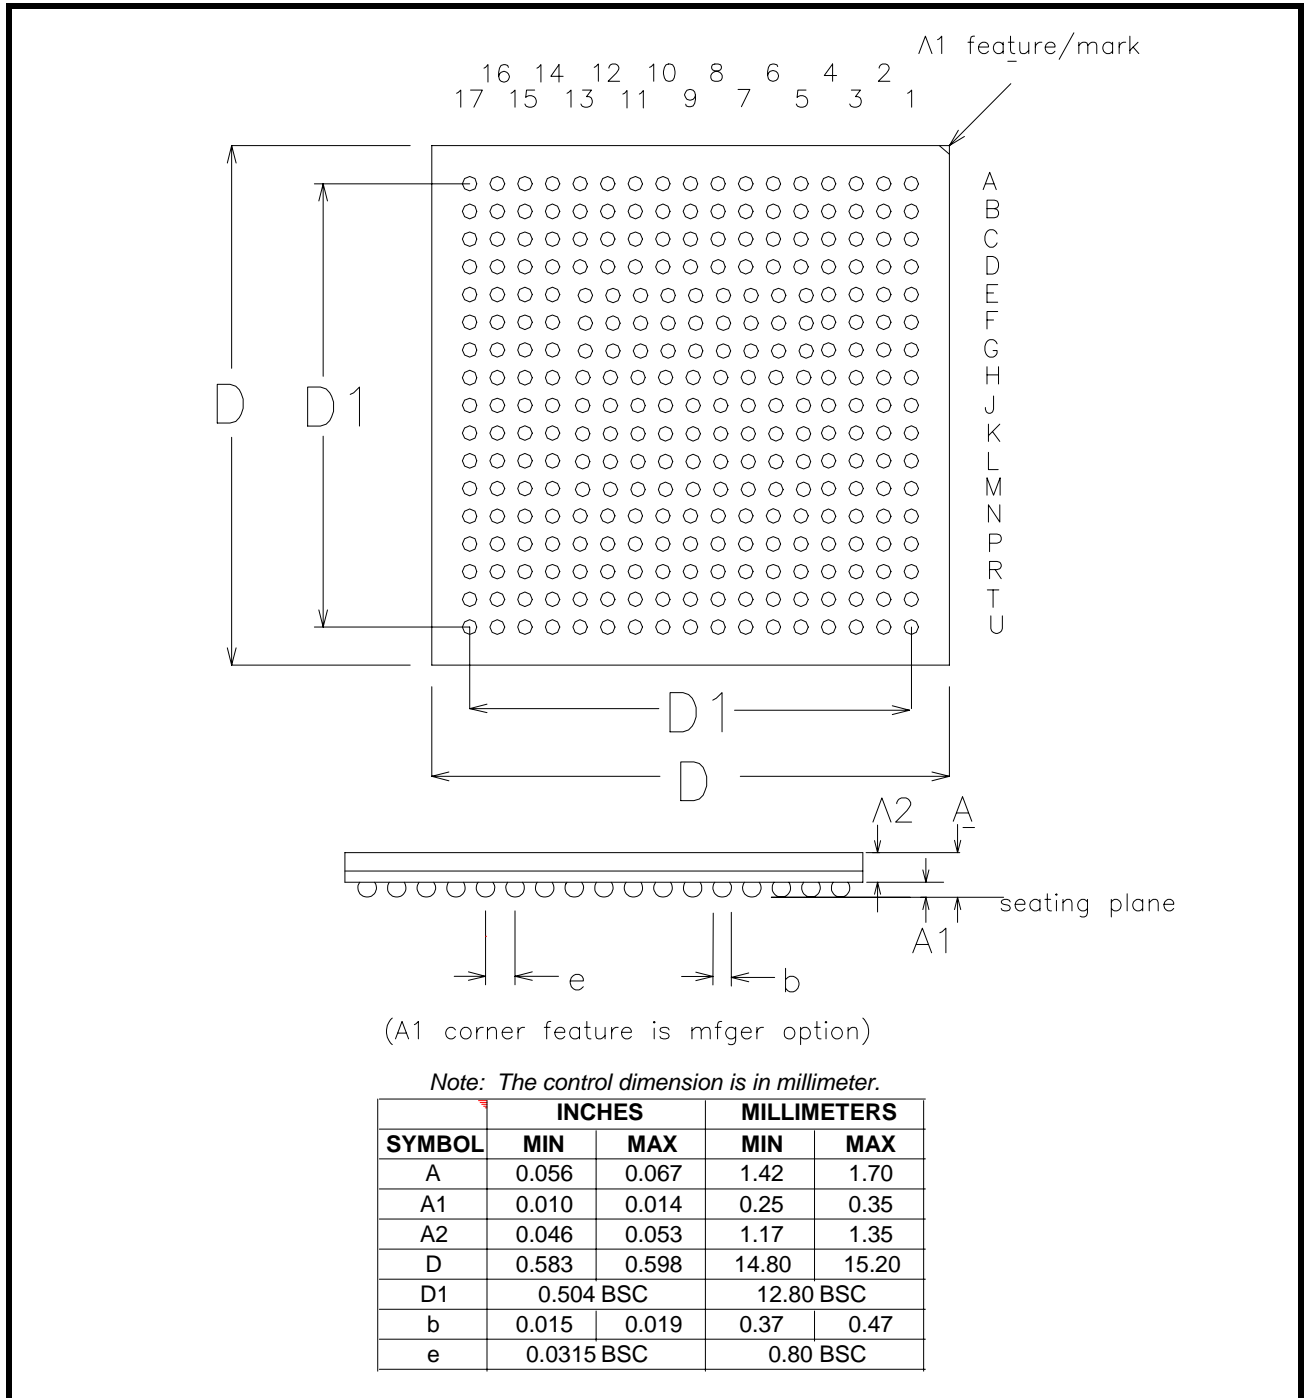 Λ1 feature/mark
16 14 12 10 8 6 4 2
17 15 13 11 9 7 5 3 1
A
B
C
D
E
F
G
H
J
K
L
M
N
P
R
T
U
D
D1
D1
D
Λ2
A
seating plane
A1
e
b
(A1 corner feature is mfger option)
Note: The control dimension is in millimeter.
INCHES MILLIMETERS
SYMBOL MIN MAX MIN MAX
A 0.056 0.067 1.42 1.70
A1 0.010 0.014 0.25 0.35
A2 0.046 0.053 1.17 1.35
D 0.583 0.598 14.80 15.20
D1 0.504 BSC 12.80 BSC
b 0.015 0.019 0.37 0.47
e 0.0315 BSC 0.80 BSC